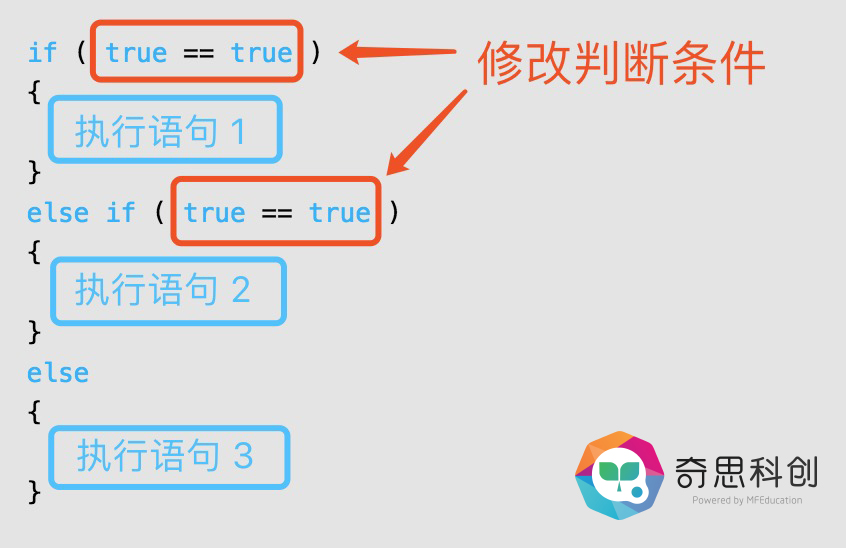 if ( true == true )
修改判断条件
{
执行语句 1
}
else if ( true == true )
{
执行语句 2
}
else
{
执行语句 3
}
奇思科创
Powered by MFEducation